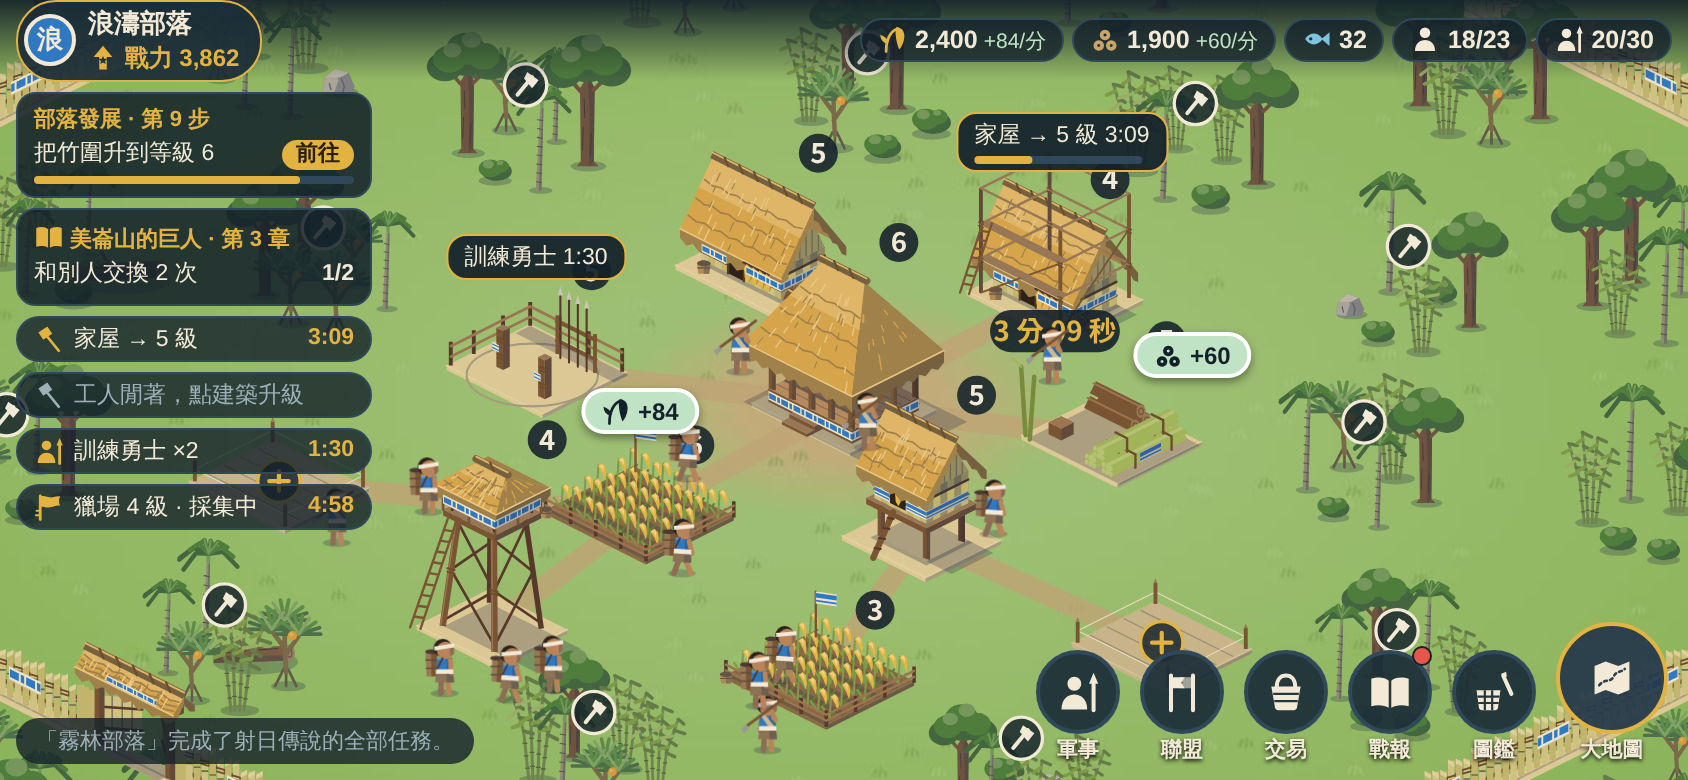 浪
浪濤部落
戰力 3,862
2,400 +84/分
1,900 +60/分
32
18/23
20/30
部落發展 · 第 9 步
把竹圍升到等級 6
前往
美崙山的巨人 · 第 3 章
和別人交換 2 次
1/2
家屋 → 5 級
3:09
工人閒著，點建築升級
訓練勇士 ×2
1:30
獵場 4 級 · 採集中
4:58
5
家屋 → 5 級 3:09
4
6
訓練勇士 1:30
5
3 分 09 秒
+60
5
+84
4
3
「霧林部落」完成了射日傳說的全部任務。
軍事
聯盟
交易
戰報
圖鑑
大地圖